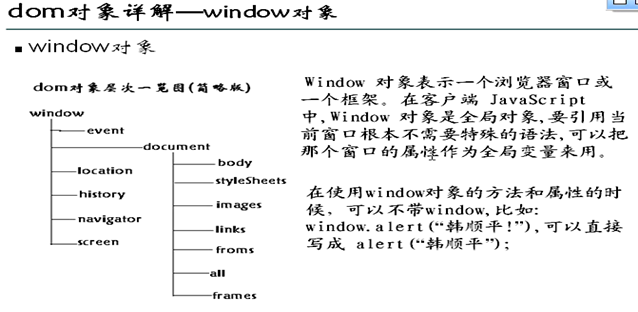 dom对象详解—window对象
window对象
dom对象层次一览图(简略版)
window
event
document
location
history
navigator
screen
body
styleSheets
images
links
froms
all
frames
Window 对象表示一个浏览器窗口或
一个框架。在客户端 JavaScript
中,Window 对象是全局对象,要引用当
前窗口根本不需要特殊的语法,可以把
那个窗口的属性作为全局变量来用。
在使用window对象的方法和属性的时
候，可以不带window,比如:
window.alert(“韩顺平!”),可以直接
写成 alert(“韩顺平”);